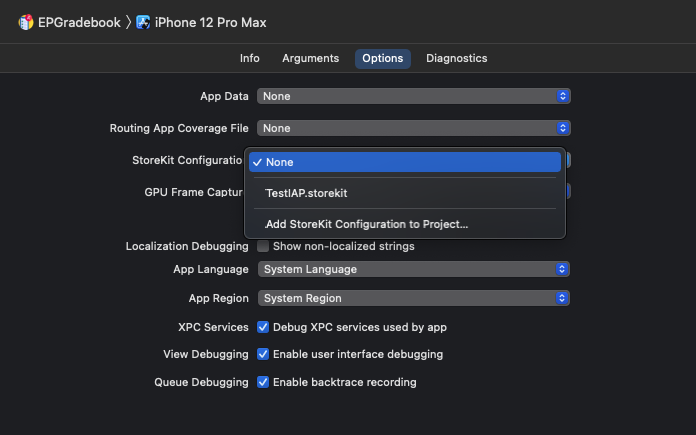 EPGradebook 〉 iPhone 12 Pro Max
Info Arguments Options Diagnostics
App Data None
Routing App Coverage File None
StoreKit Configuratio ✓ None
TestIAP.storekit
GPU Frame Captur
Add StoreKit Configuration to Project...
Localization Debugging Show non-localized strings
App Language System Language
App Region System Region
XPC Services Debug XPC services used by app
View Debugging Enable user interface debugging
Queue Debugging Enable backtrace recording